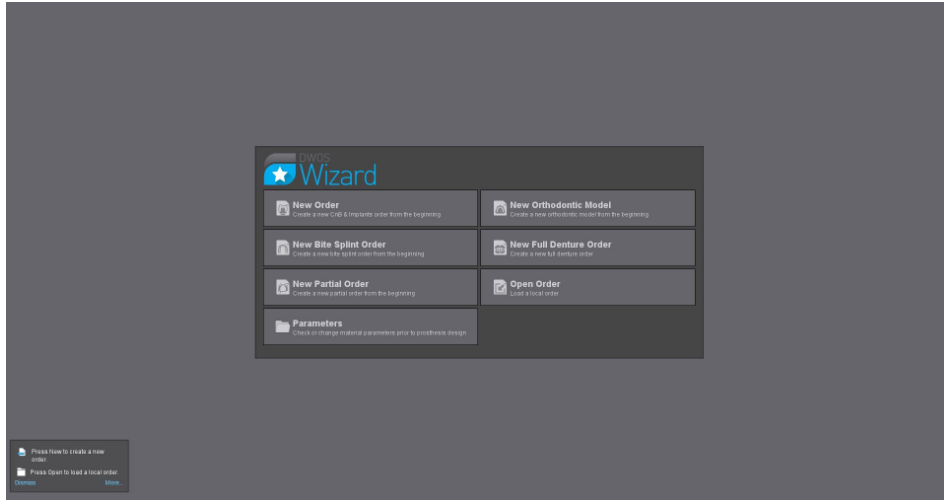 DWOS
Wizard
New Order
Create a new CnB & Implants order from the beginning
New Orthodontic Model
Create a new orthodontic model from the beginning
New Bite Splint Order
Create a new bite splint order from the beginning
New Full Denture Order
Create a new full denture order
New Partial Order
Create a new partial order from the beginning
Open Order
Load a local order
Parameters
Check or change material parameters prior to prosthesis design
Press New to create a new
order.
Press Open to load a local order.
Dismiss
More...